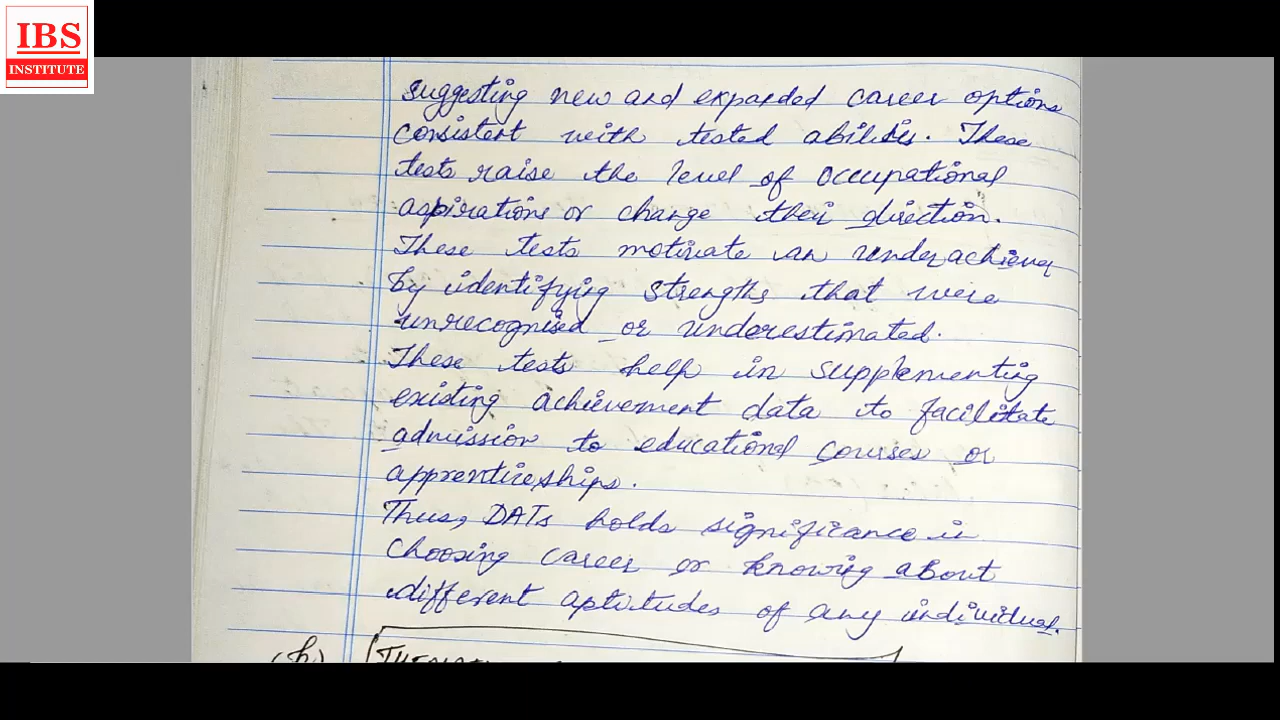 IBS
INSTITUTE
suggesting new and expanded career options
consistent with tested abilities. These
tests raise the level of occupational
aspirations or change their direction.
These tests motivate an underachiever
by identifying strengths that were
unrecognised or underestimated.
These tests help in supplementing
existing achievement data to facilitate
admission to educational courses or
apprenticeships.
Thus, DATs holds significance in
choosing career or knowing about
different aptitudes of any individual.
(b)